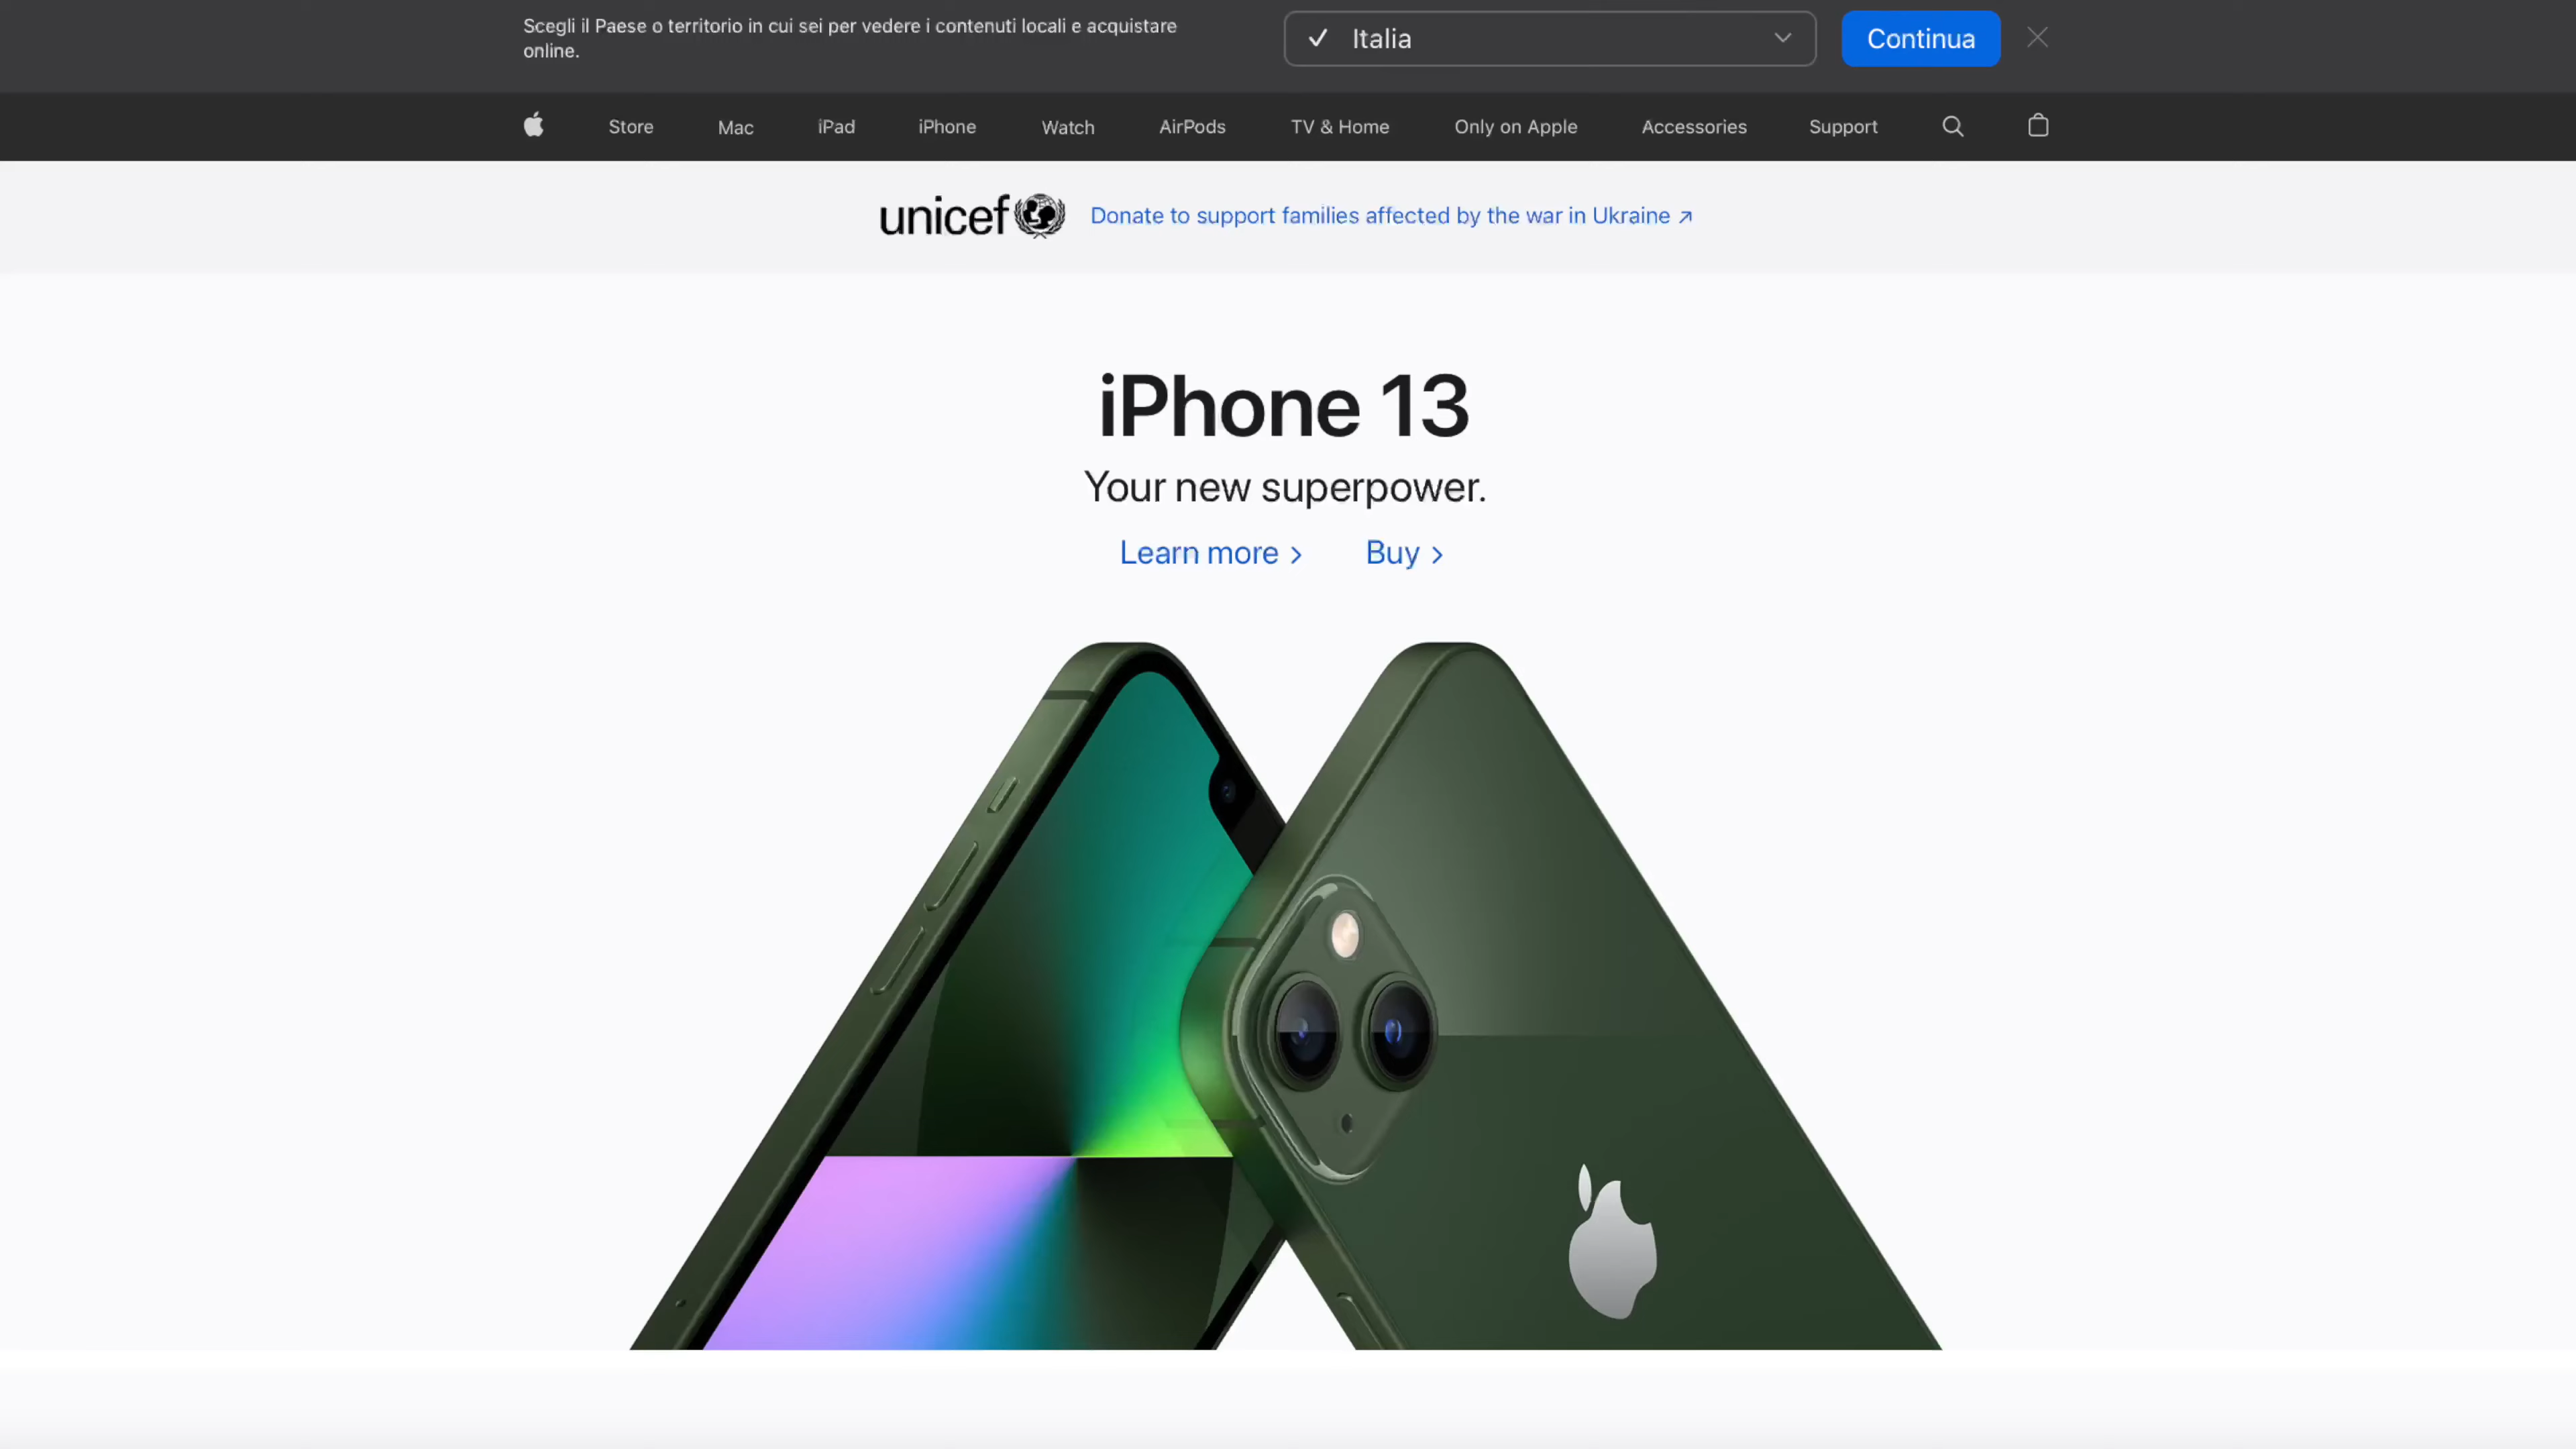 Scegli il Paese o territorio in cui sei per vedere i contenuti locali e acquistare
online.
Italia
Continua
Store Mac iPad iPhone Watch AirPods TV & Home Only on Apple Accessories Support
unicef Donate to support families affected by the war in Ukraine
iPhone 13
Your new superpower.
Learn more Buy